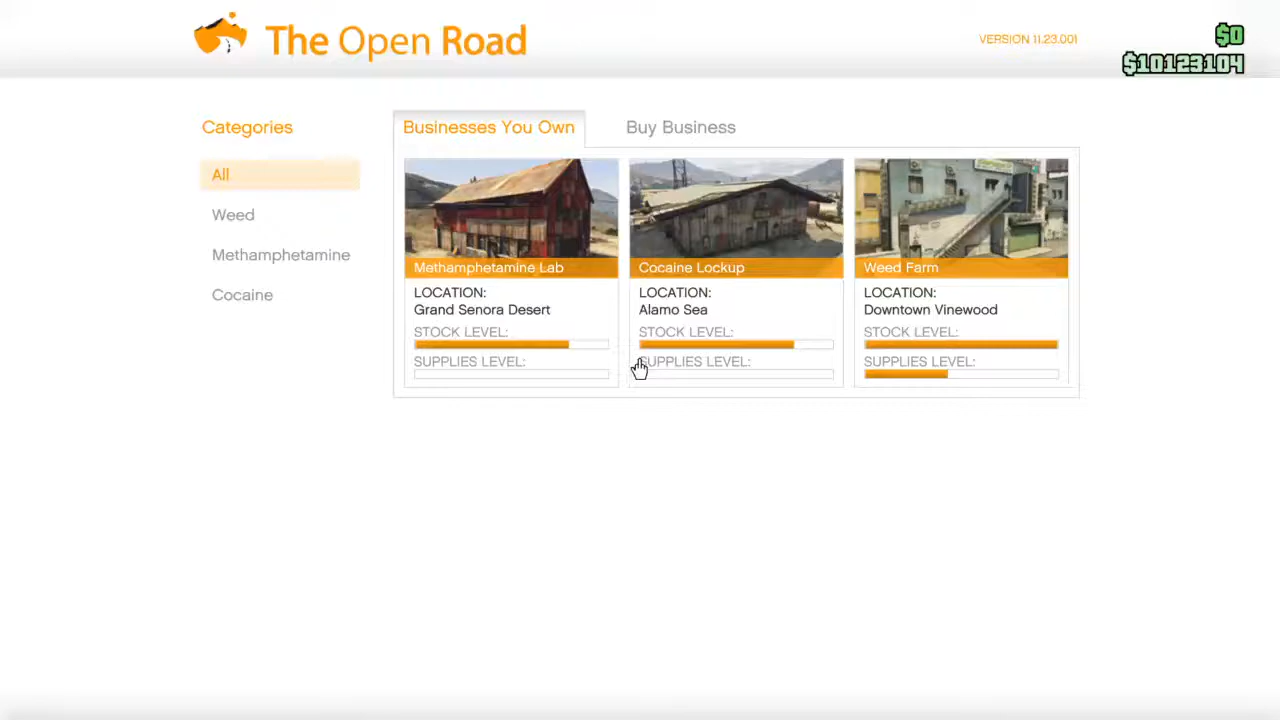 The Open Road
VERSION 11.23.001
$0
$10123104
Categories
Businesses You Own
Buy Business
All
Weed
Methamphetamine
Cocaine
Methamphetamine Lab
LOCATION:
Grand Senora Desert
STOCK LEVEL:
SUPPLIES LEVEL:
Cocaine Lockup
LOCATION:
Alamo Sea
STOCK LEVEL:
SUPPLIES LEVEL:
Weed Farm
LOCATION:
Downtown Vinewood
STOCK LEVEL:
SUPPLIES LEVEL: